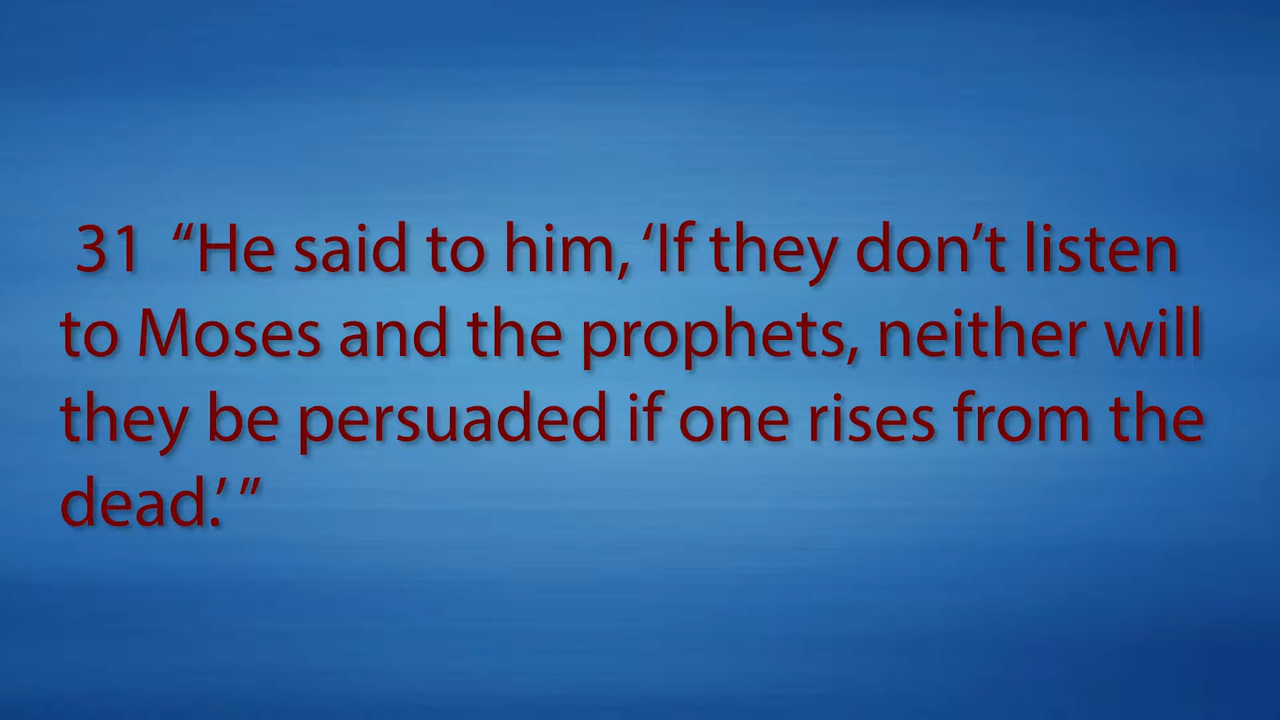 31 “He said to him, ‘If they don’t listen
to Moses and the prophets, neither will
they be persuaded if one rises from the
dead.’ ”